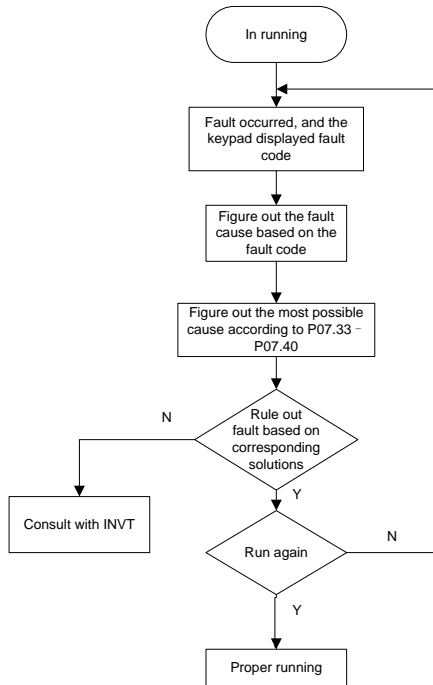 In running
Fault occurred, and the
keypad displayed fault
code
Figure out the fault
cause based on the
fault code
Figure out the most possible
cause according to P07.33–
P07.40
N
Rule out
fault based on
corresponding
solutions
Y
Consult with INVT
Run again
N
Y
Proper running